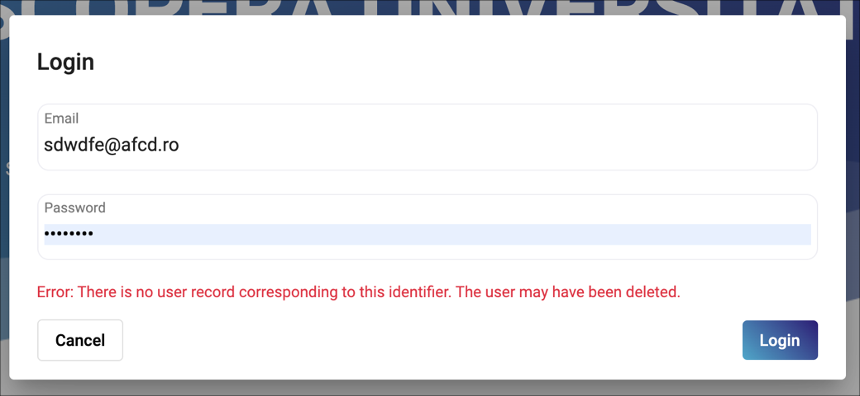 Login
Email
sdwdfe@afcd.ro
Password
••••••••
Error: There is no user record corresponding to this identifier. The user may have been deleted.
Cancel
Login